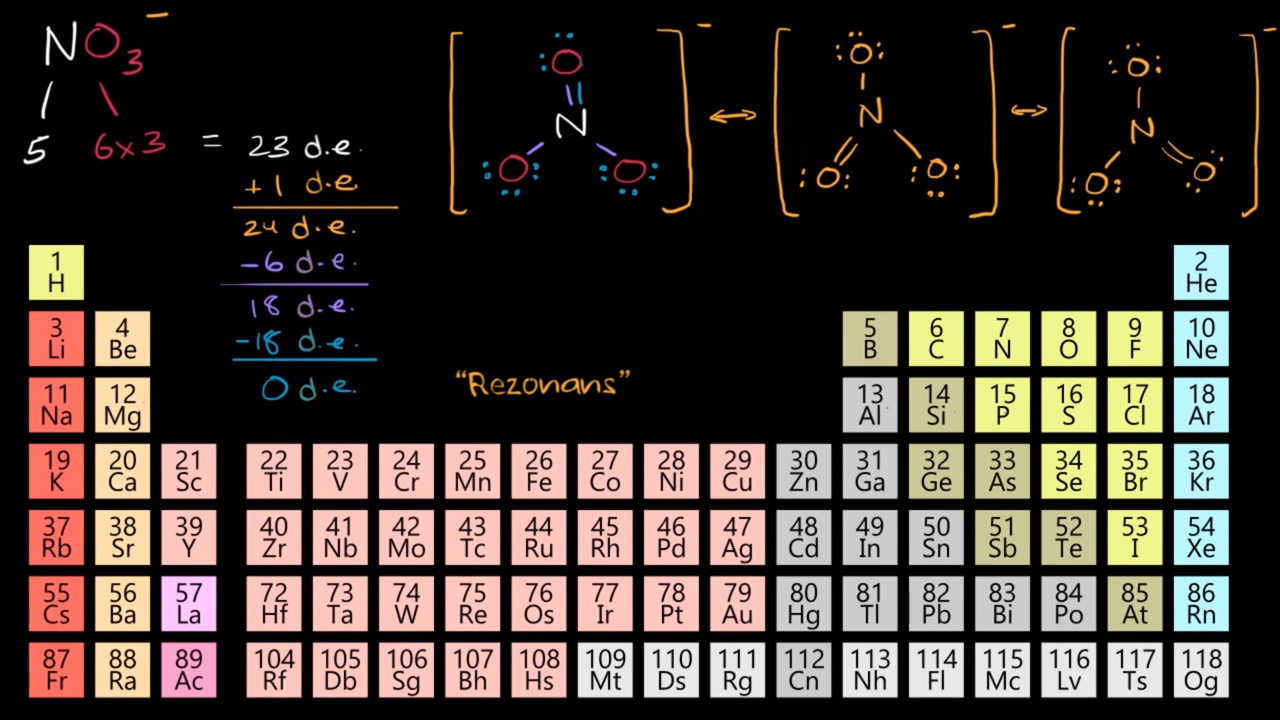 NO₃⁻
5 6x3 = 23 d.e.
+1 d.e.
24 d.e.
-6 d.e.
18 d.e.
-18 d.e.
0 d.e.
[O N O O]⁻ ↔ [O N O O]⁻ ↔ [O N O O]⁻
"Rezonans"
1 H 2 He
3 Li 4 Be 5 B 6 C 7 N 8 O 9 F 10 Ne
11 Na 12 Mg 13 Al 14 Si 15 P 16 S 17 Cl 18 Ar
19 K 20 Ca 21 Sc 22 Ti 23 V 24 Cr 25 Mn 26 Fe 27 Co 28 Ni 29 Cu 30 Zn 31 Ga 32 Ge 33 As 34 Se 35 Br 36 Kr
37 Rb 38 Sr 39 Y 40 Zr 41 Nb 42 Mo 43 Tc 44 Ru 45 Rh 46 Pd 47 Ag 48 Cd 49 In 50 Sn 51 Sb 52 Te 53 I 54 Xe
55 Cs 56 Ba 57 La 72 Hf 73 Ta 74 W 75 Re 76 Os 77 Ir 78 Pt 79 Au 80 Hg 81 Tl 82 Pb 83 Bi 84 Po 85 At 86 Rn
87 Fr 88 Ra 89 Ac 104 Rf 105 Db 106 Sg 107 Bh 108 Hs 109 Mt 110 Ds 111 Rg 112 Cn 113 Nh 114 Fl 115 Mc 116 Lv 117 Ts 118 Og